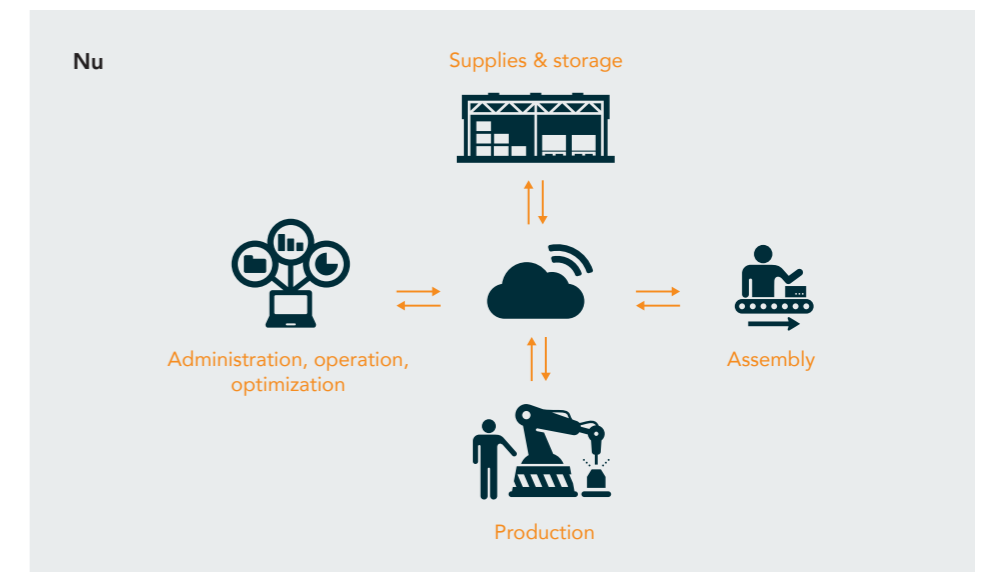 Nu
Supplies & storage
Administration, operation,
optimization
Assembly
Production